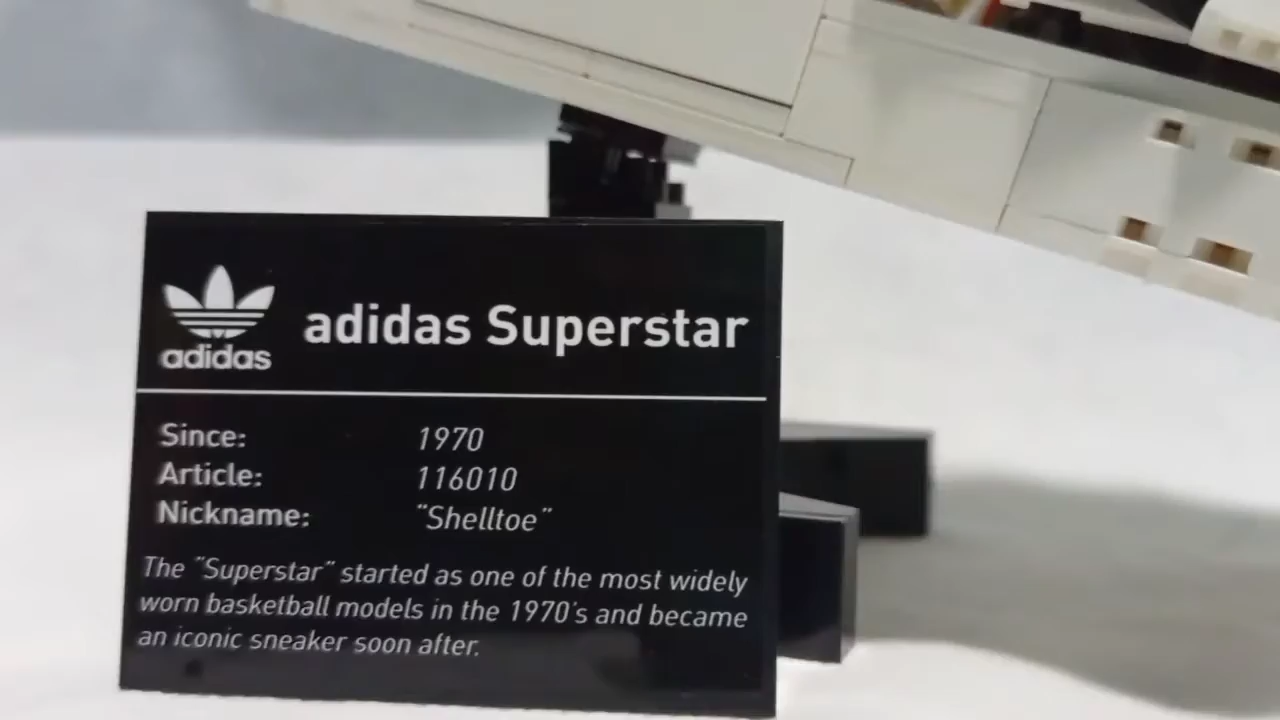 adidas
adidas Superstar
Since: 1970
Article: 116010
Nickname: "Shelltoe"
The "Superstar" started as one of the most widely
worn basketball models in the 1970's and became
an iconic sneaker soon after.